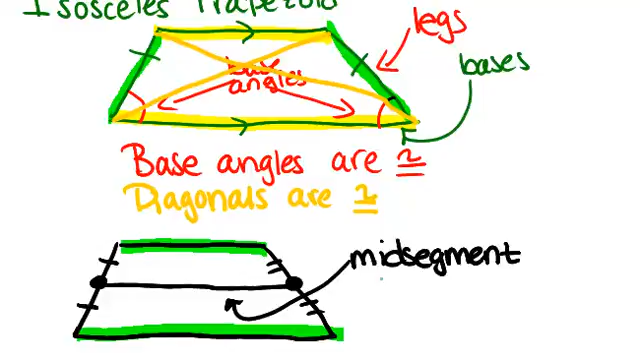 Isosceles Trapezoid
legs
bases
base
angles
Base angles are ≅
Diagonals are ≅
midsegment